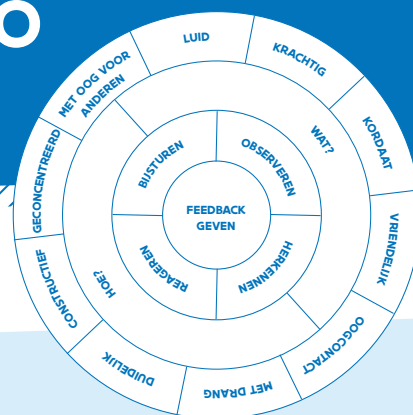 O
LUID
KRACHTIG
KORDAAT
VRIENDELIJK
OOGCONTACT
MET DRANG
DUIDELIJK
CONSTRUCTIEF
GECONCENTREERD
MET OOG VOOR
ANDEREN
WAT?
HOE?
OBSERVEREN
HERKENNEN
REAGEREN
BIJSTUREN
FEEDBACK
GEVEN